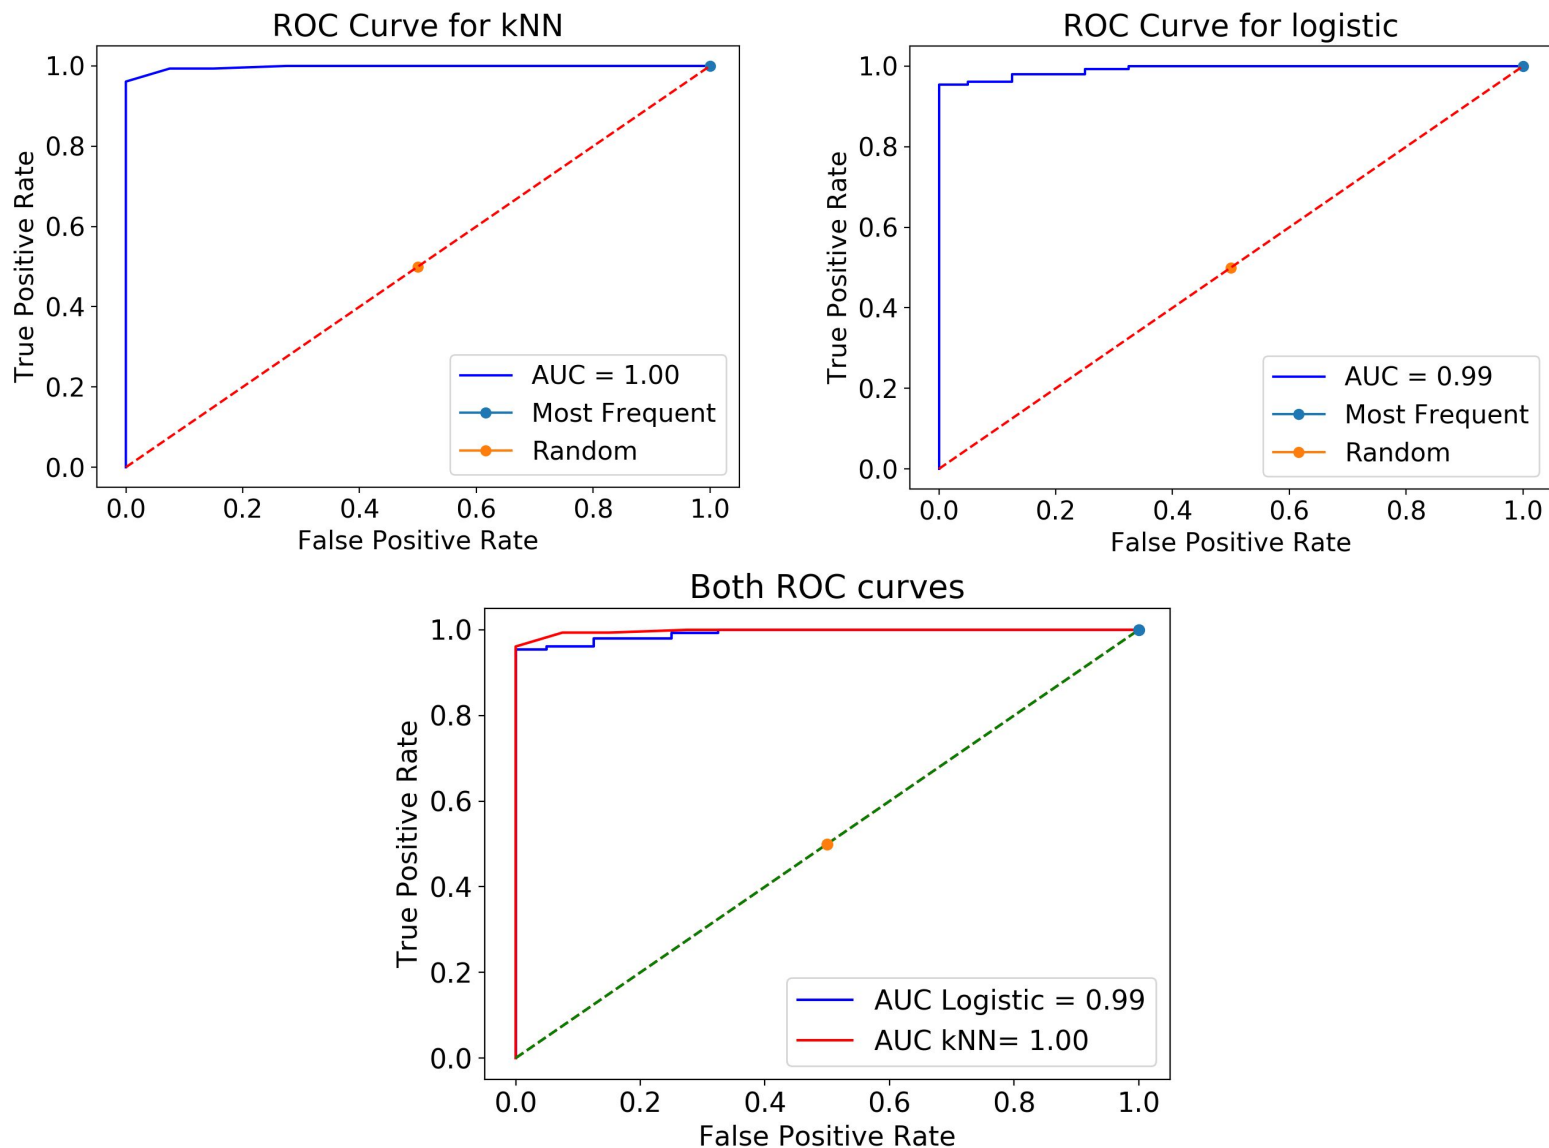 ROC Curve for kNN
True Positive Rate
1.0
0.8
0.6
0.4
0.2
0.0
AUC = 1.00
Most Frequent
Random
0.0 0.2 0.4 0.6 0.8 1.0
False Positive Rate
ROC Curve for logistic
True Positive Rate
1.0
0.8
0.6
0.4
0.2
0.0
AUC = 0.99
Most Frequent
Random
0.0 0.2 0.4 0.6 0.8 1.0
False Positive Rate
Both ROC curves
True Positive Rate
1.0
0.8
0.6
0.4
0.2
0.0
AUC Logistic = 0.99
AUC kNN= 1.00
0.0 0.2 0.4 0.6 0.8 1.0
False Positive Rate